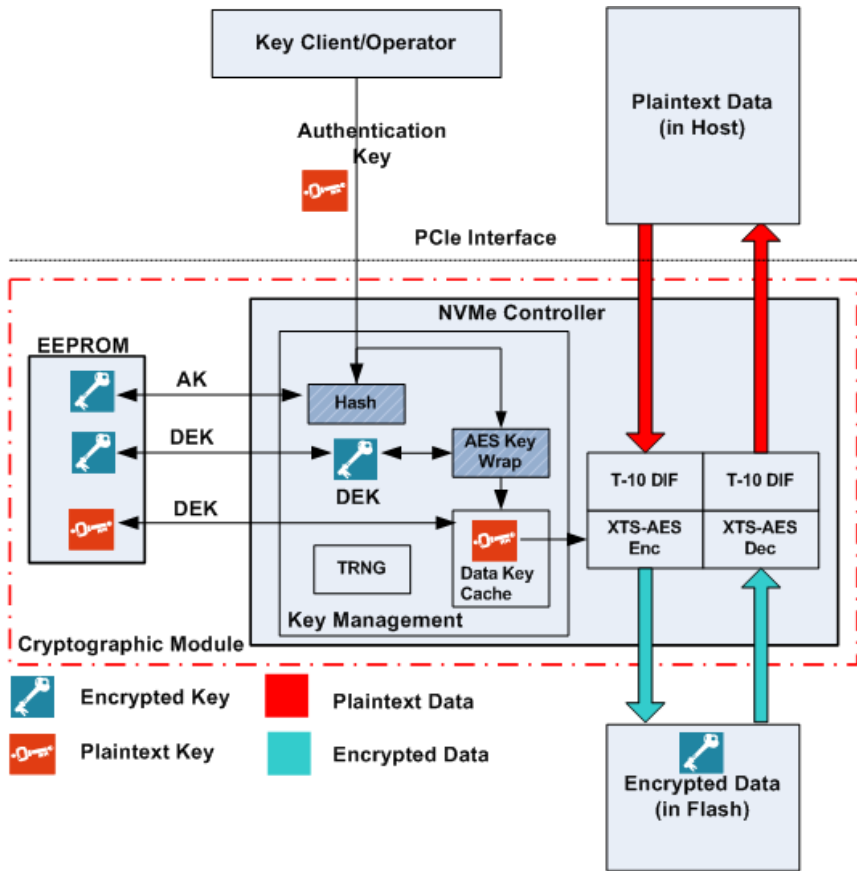 Key Client/Operator
Plaintext Data
(in Host)
Authentication
Key
PCIe Interface
NVMe Controller
EEPROM
AK
Hash
DEK
AES Key
Wrap
DEK
DEK
T-10 DIF
T-10 DIF
XTS-AES
Enc
XTS-AES
Dec
TRNG
Data Key
Cache
Key Management
Cryptographic Module
Encrypted Key
Plaintext Data
Plaintext Key
Encrypted Data
Encrypted Data
(in Flash)